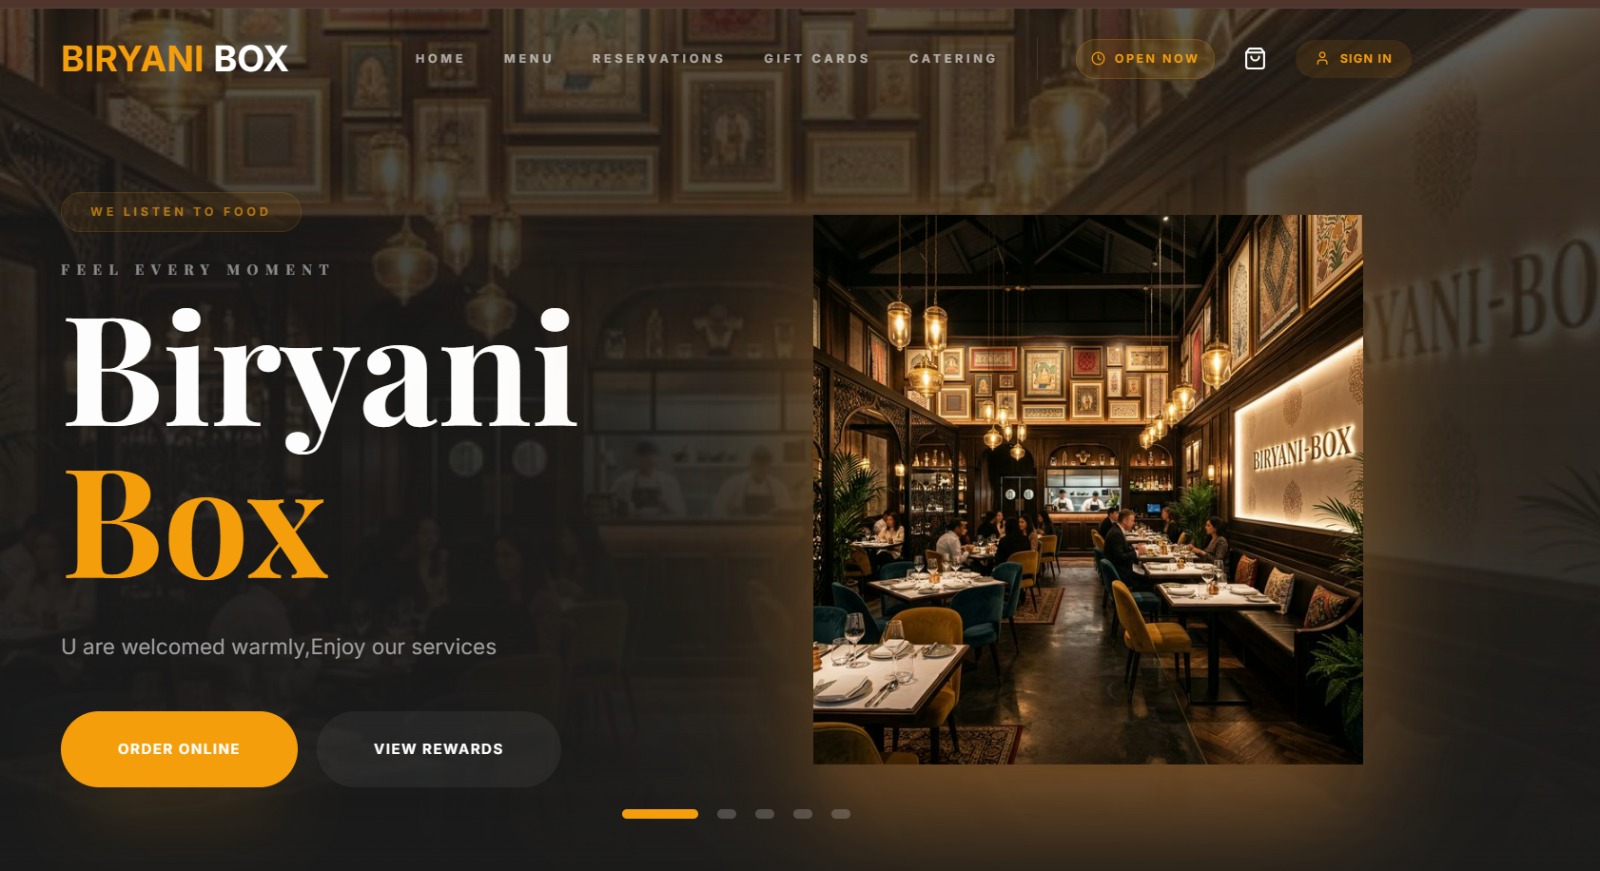 BIRYANI BOX
HOME MENU RESERVATIONS GIFT CARDS CATERING OPEN NOW SIGN IN
WE LISTEN TO FOOD
FEEL EVERY MOMENT
Biryani
Box
U are welcomed warmly,Enjoy our services
ORDER ONLINE VIEW REWARDS
BIRYANI-BOX
YANI-BO